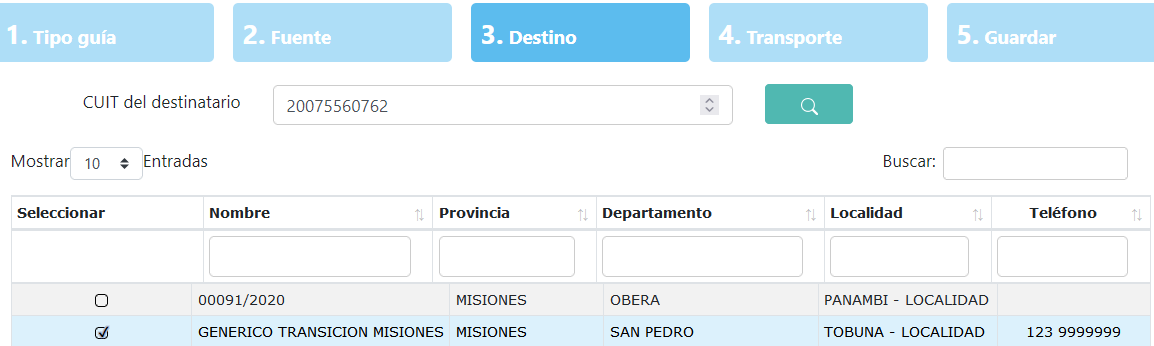 1. Tipo guía 2. Fuente 3. Destino 4. Transporte 5. Guardar
CUIT del destinatario 20075560762
Mostrar 10 Entradas Buscar:
Seleccionar Nombre Provincia Departamento Localidad Teléfono
00091/2020 MISIONES OBERA PANAMBI - LOCALIDAD
GENERICO TRANSICION MISIONES MISIONES SAN PEDRO TOBUNA - LOCALIDAD 123 9999999